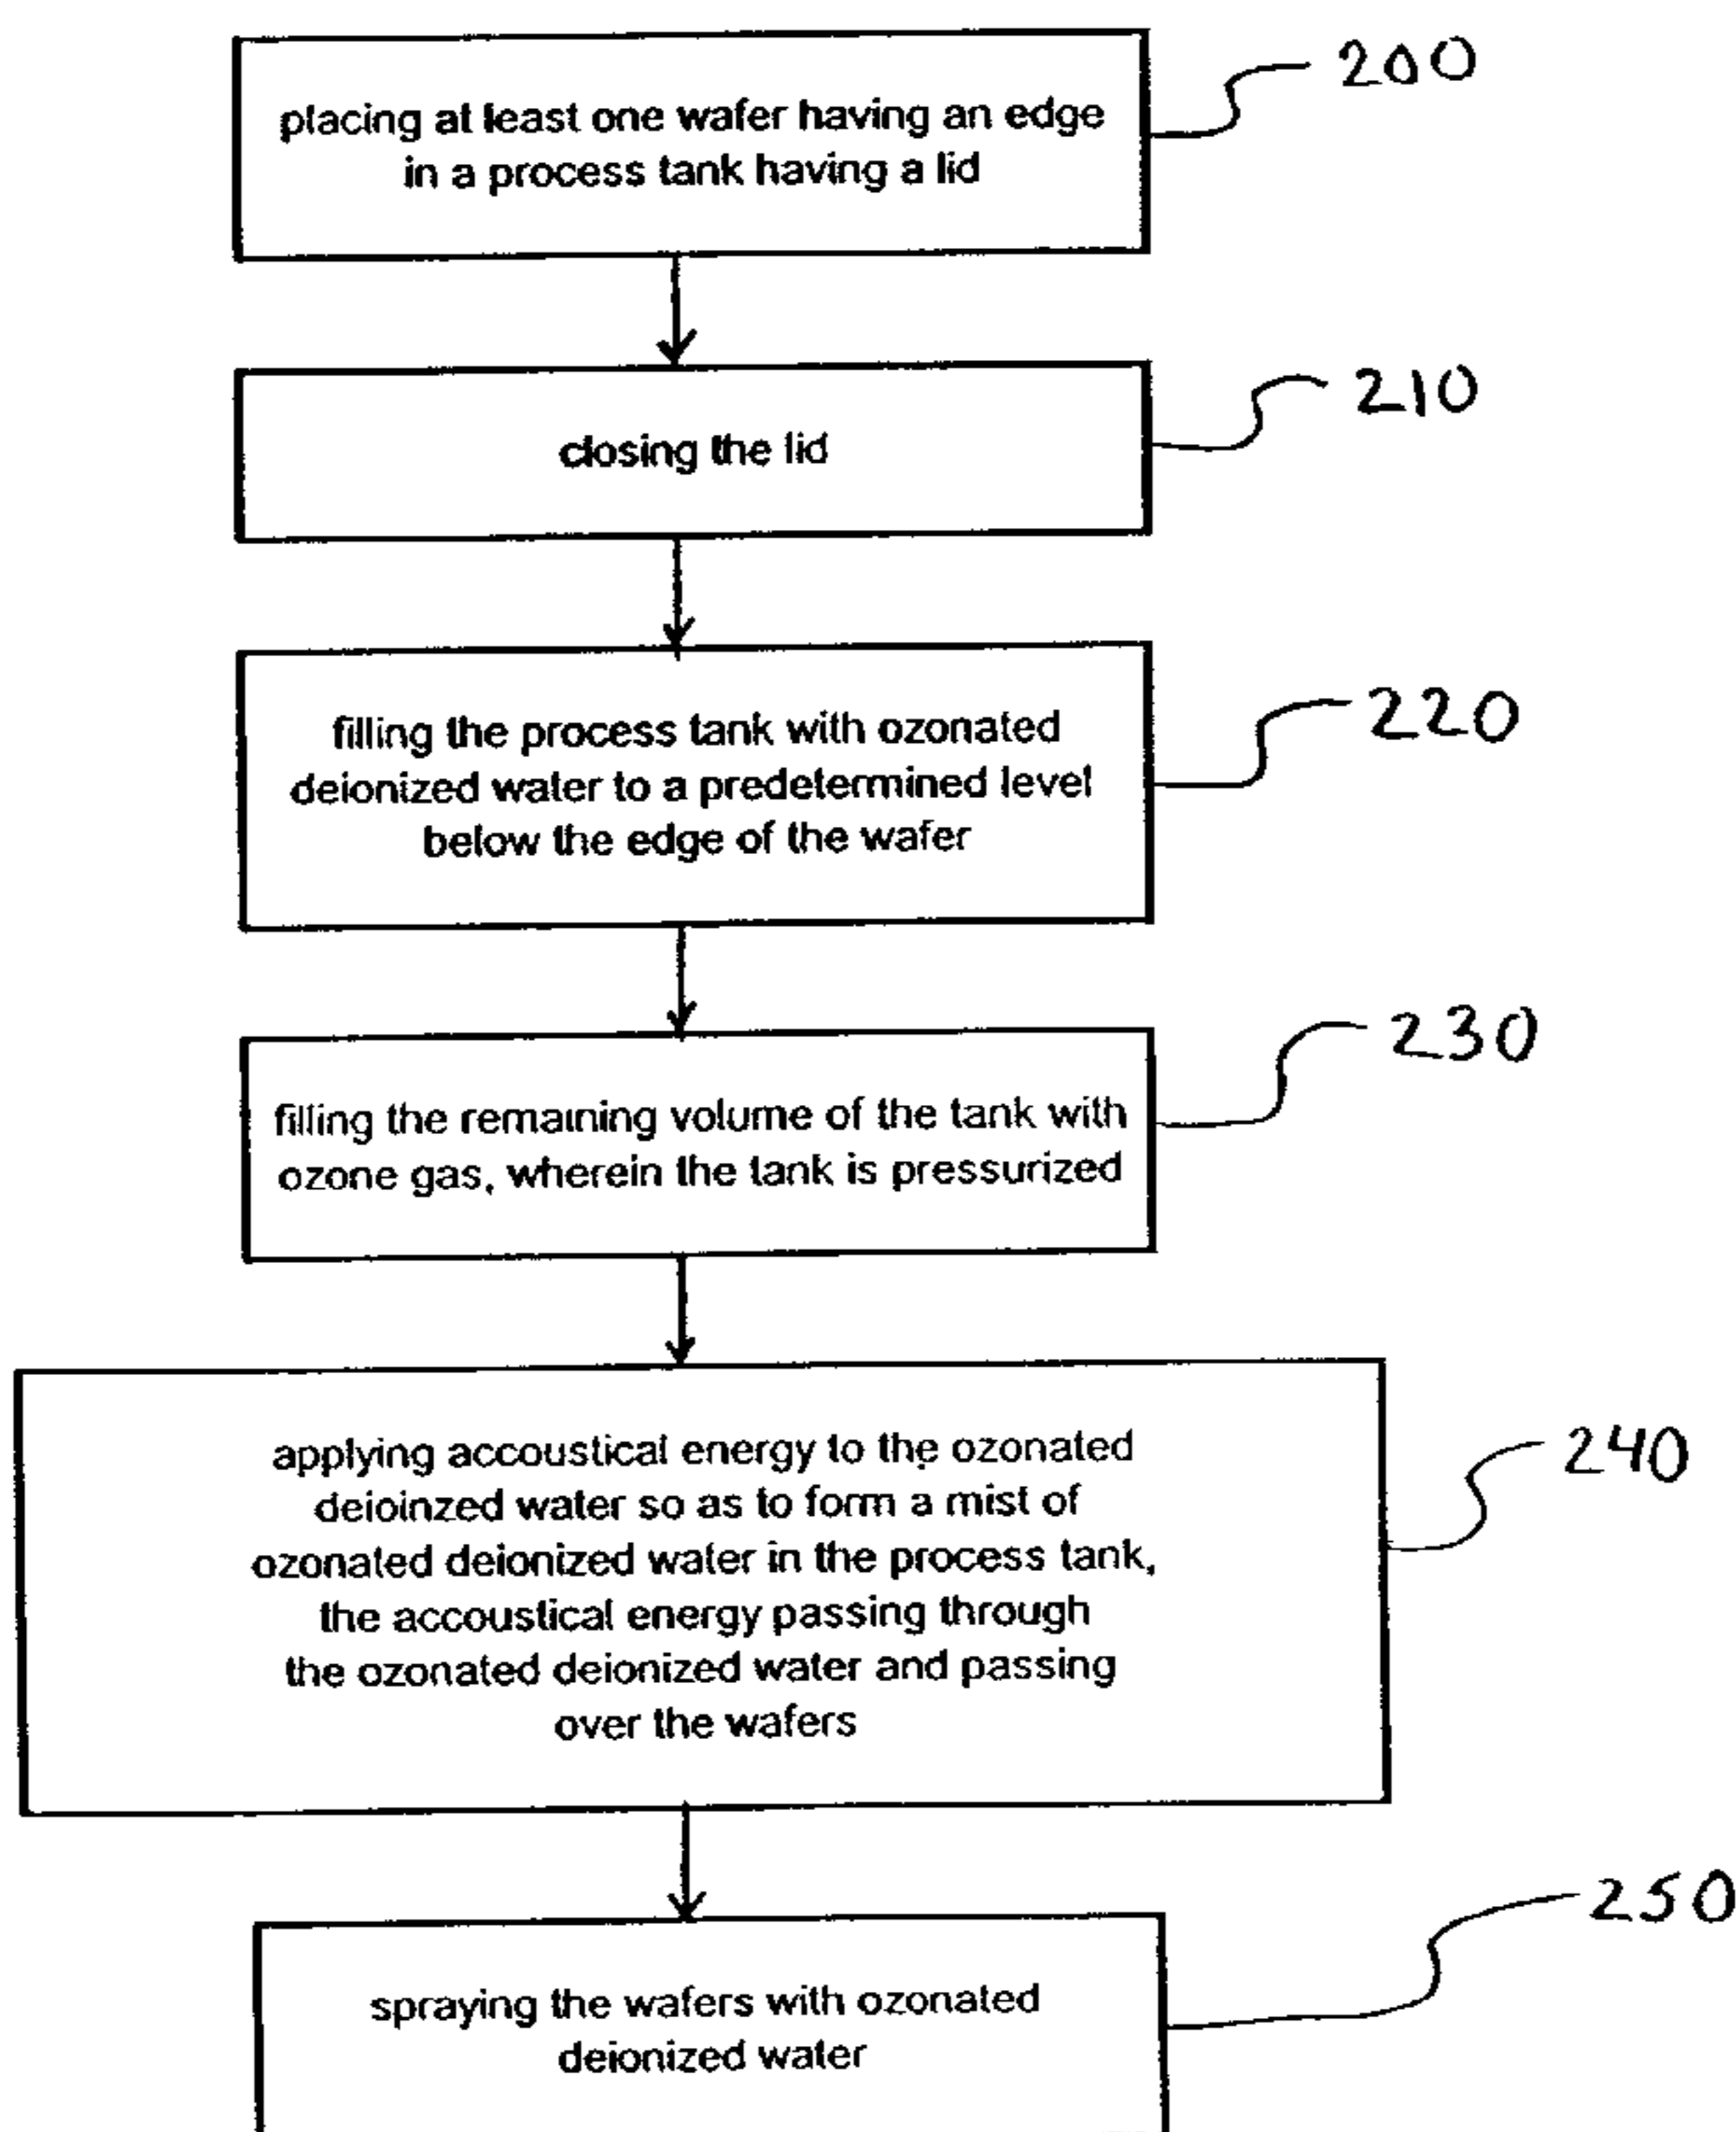 placing at least one wafer having an edge
in a process tank having a lid
200
closing the lid
210
filling the process tank with ozonated
deionized water to a predetermined level
below the edge of the wafer
220
filling the remaining volume of the tank with
ozone gas, wherein the tank is pressurized
230
applying accoustical energy to the ozonated
deioinzed water so as to form a mist of
ozonated deionized water in the process tank,
the accoustical energy passing through
the ozonated deionized water and passing
over the wafers
240
spraying the wafers with ozonated
deionized water
250